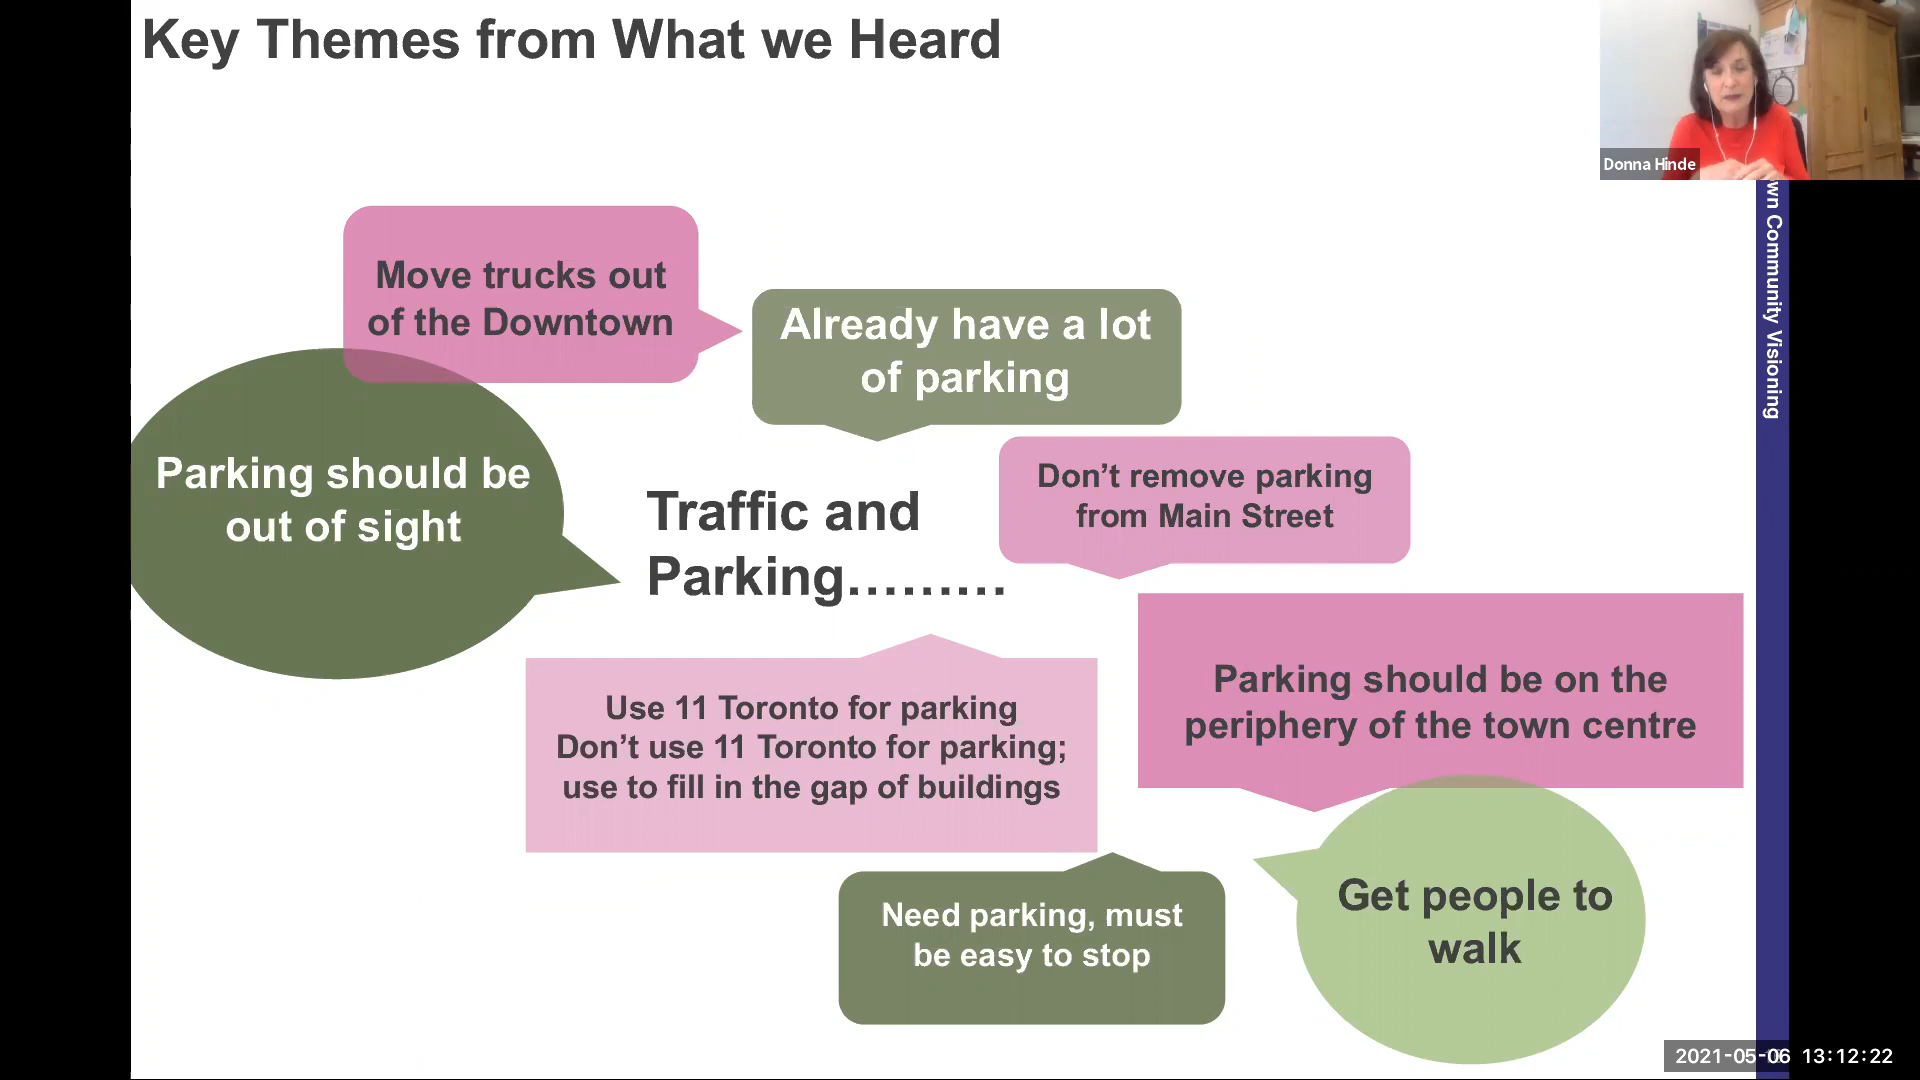 Key Themes from What we Heard
Donna Hinde
Move trucks out
of the Downtown
Already have a lot
of parking
Parking should be
out of sight
Don’t remove parking
from Main Street
Traffic and
Parking………
Parking should be on the
periphery of the town centre
Use 11 Toronto for parking
Don’t use 11 Toronto for parking;
use to fill in the gap of buildings
Need parking, must
be easy to stop
Get people to
walk
Community Visioning
2021-05-06 13:12:22